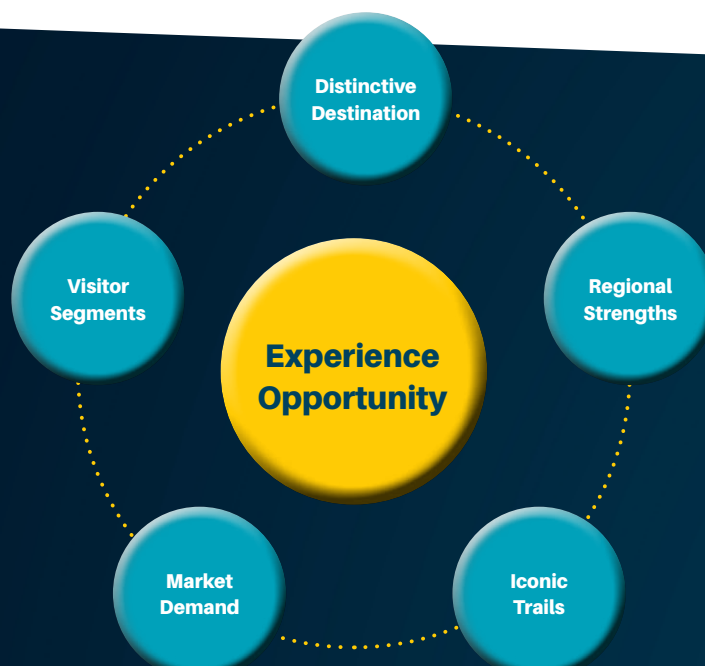 Distinctive
Destination
Visitor
Segments
Regional
Strengths
Experience
Opportunity
Market
Demand
Iconic
Trails